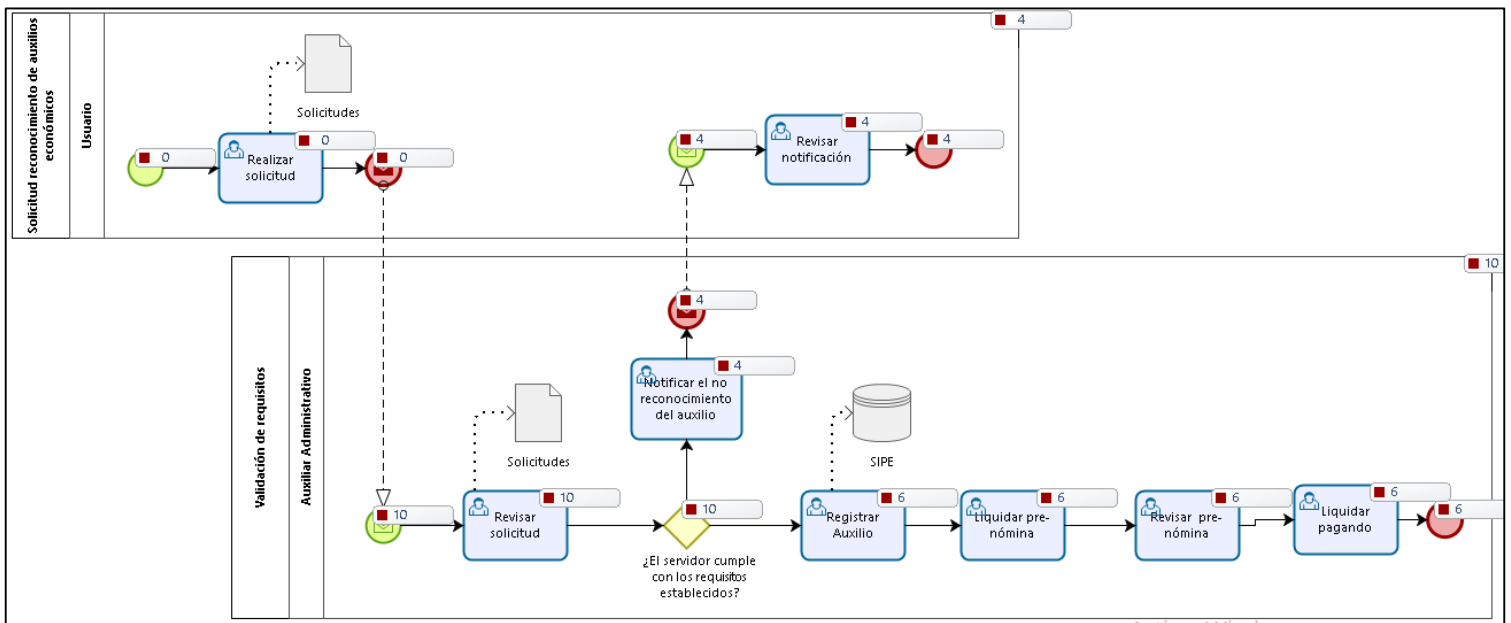 4
Solicitud reconocimiento de auxilios
económicos
Usuario
Solicitudes
0
Realizar
solicitud
0
0
4
Revisar
notificación
4
4
10
Validación de requisitos
Auxiliar Administrativo
4
Notificar el no
reconocimiento
del auxilio
4
Solicitudes
SIPE
10
Revisar
solicitud
10
10
¿El servidor cumple
con los requisitos
establecidos?
Registrar
Auxilio
6
Liquidar pre-
nómina
6
Revisar pre-
nómina
6
Liquidar
pagando
6
6